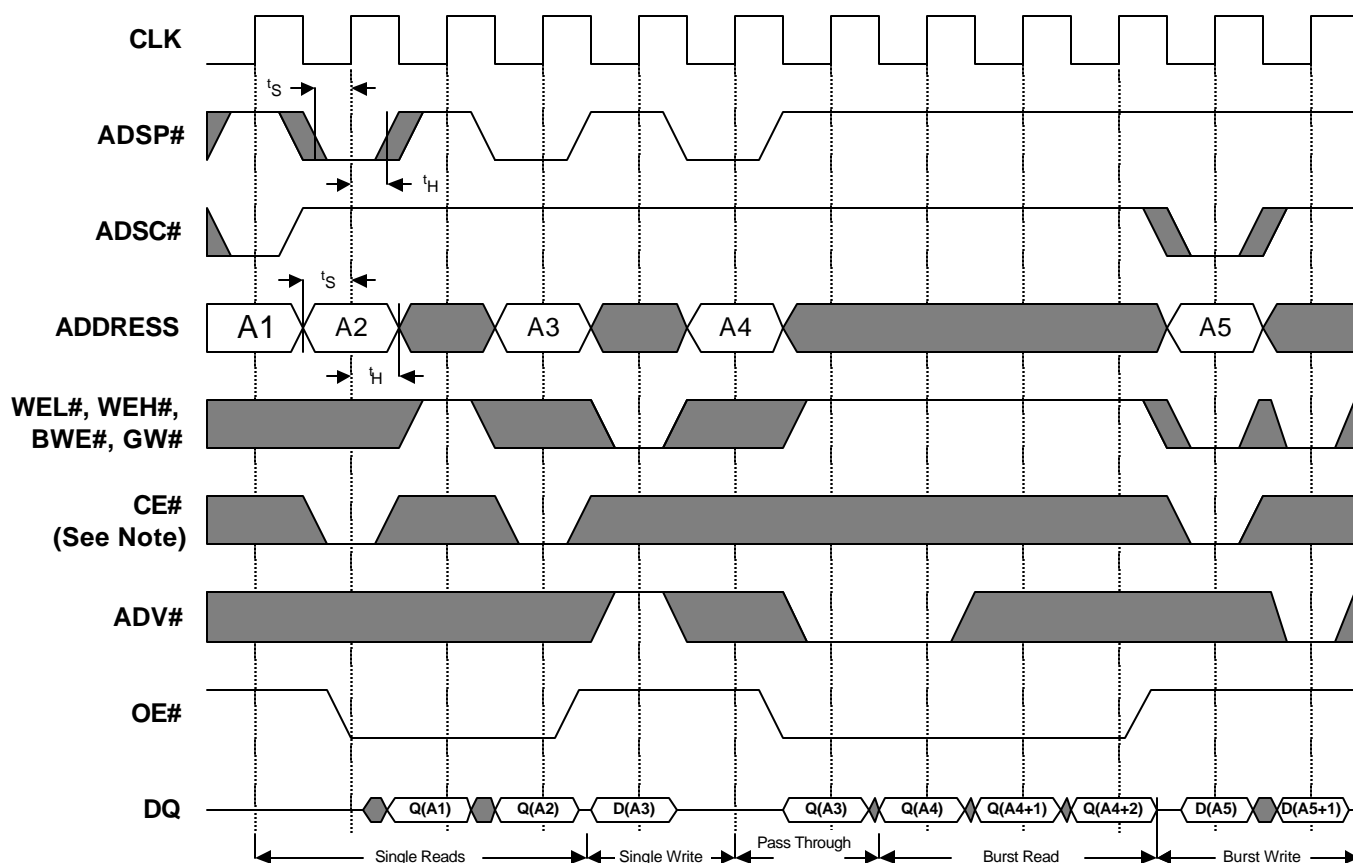 CLK
tS
ADSP#
tH
ADSC#
tS
ADDRESS A1 A2 A3 A4 A5
tH
WEL#, WEH#,
BWE#, GW#
CE#
(See Note)
ADV#
OE#
DQ Q(A1) Q(A2) D(A3) Q(A3) Q(A4) Q(A4+1) Q(A4+2) D(A5) D(A5+1)
Single Reads Single Write Pass Through Burst Read Burst Write